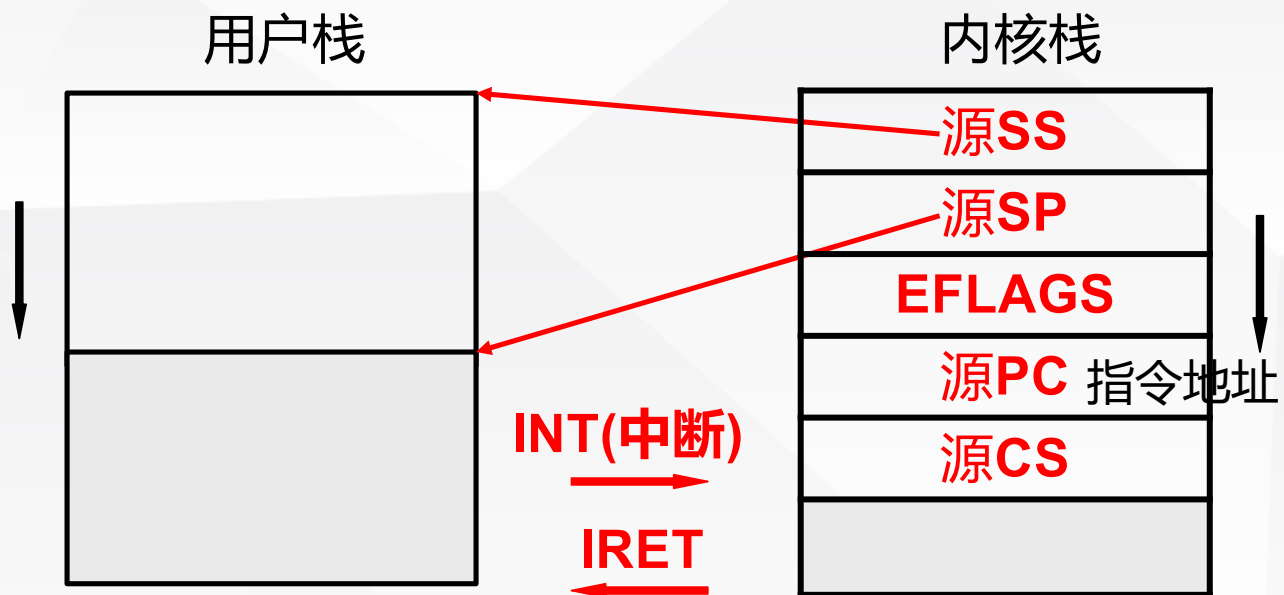 用户栈
内核栈
源SS
源SP
EFLAGS
源PC 指令地址
INT(中断)
源CS
IRET